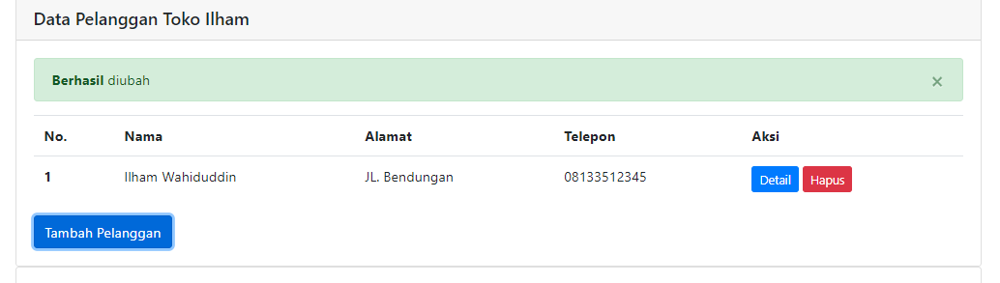 Data Pelanggan Toko Ilham
Berhasil diubah ×
No. Nama Alamat Telepon Aksi
1 Ilham Wahiduddin JL. Bendungan 08133512345 Detail Hapus
Tambah Pelanggan